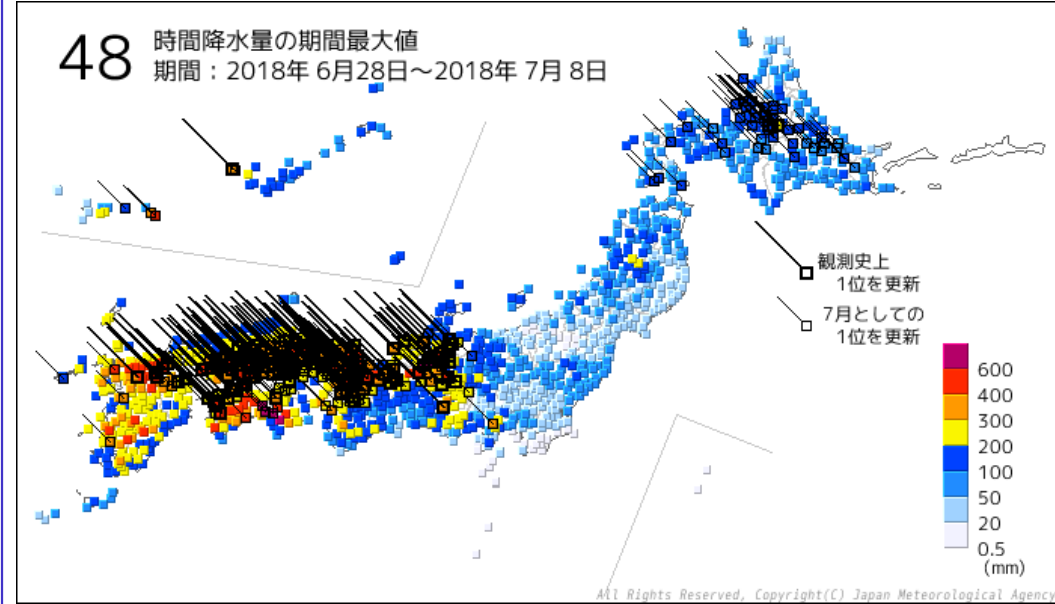 48 時間降水量の期間最大値
期間：2018年 6月28日～2018年 7月 8日
観測史上
1位を更新
7月としての
1位を更新
600
400
300
200
100
50
20
0.5
(mm)
All Rights Reserved, Copyright(C) Japan Meteorological Agency